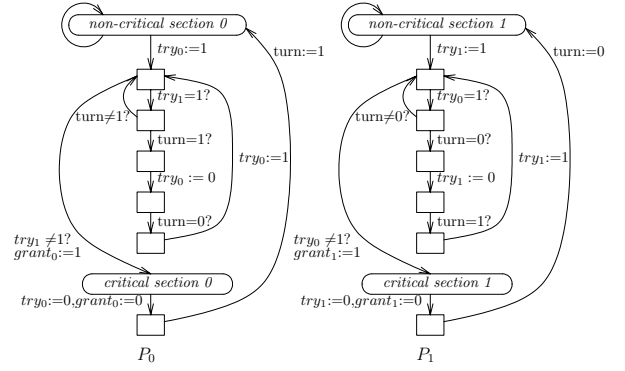 non-critical section 0
try₀:=1
turn:=1
try₁=1?
turn≠1?
turn=1?
try₀:=1
try₀ := 0
turn=0?
try₁ ≠1?
grant₀:=1
critical section 0
try₀:=0,grant₀:=0
P₀
non-critical section 1
try₁:=1
turn:=0
try₀=1?
turn≠0?
turn=0?
try₁:=1
try₁ := 0
turn=1?
try₀ ≠1?
grant₁:=1
critical section 1
try₁:=0,grant₁:=0
P₁